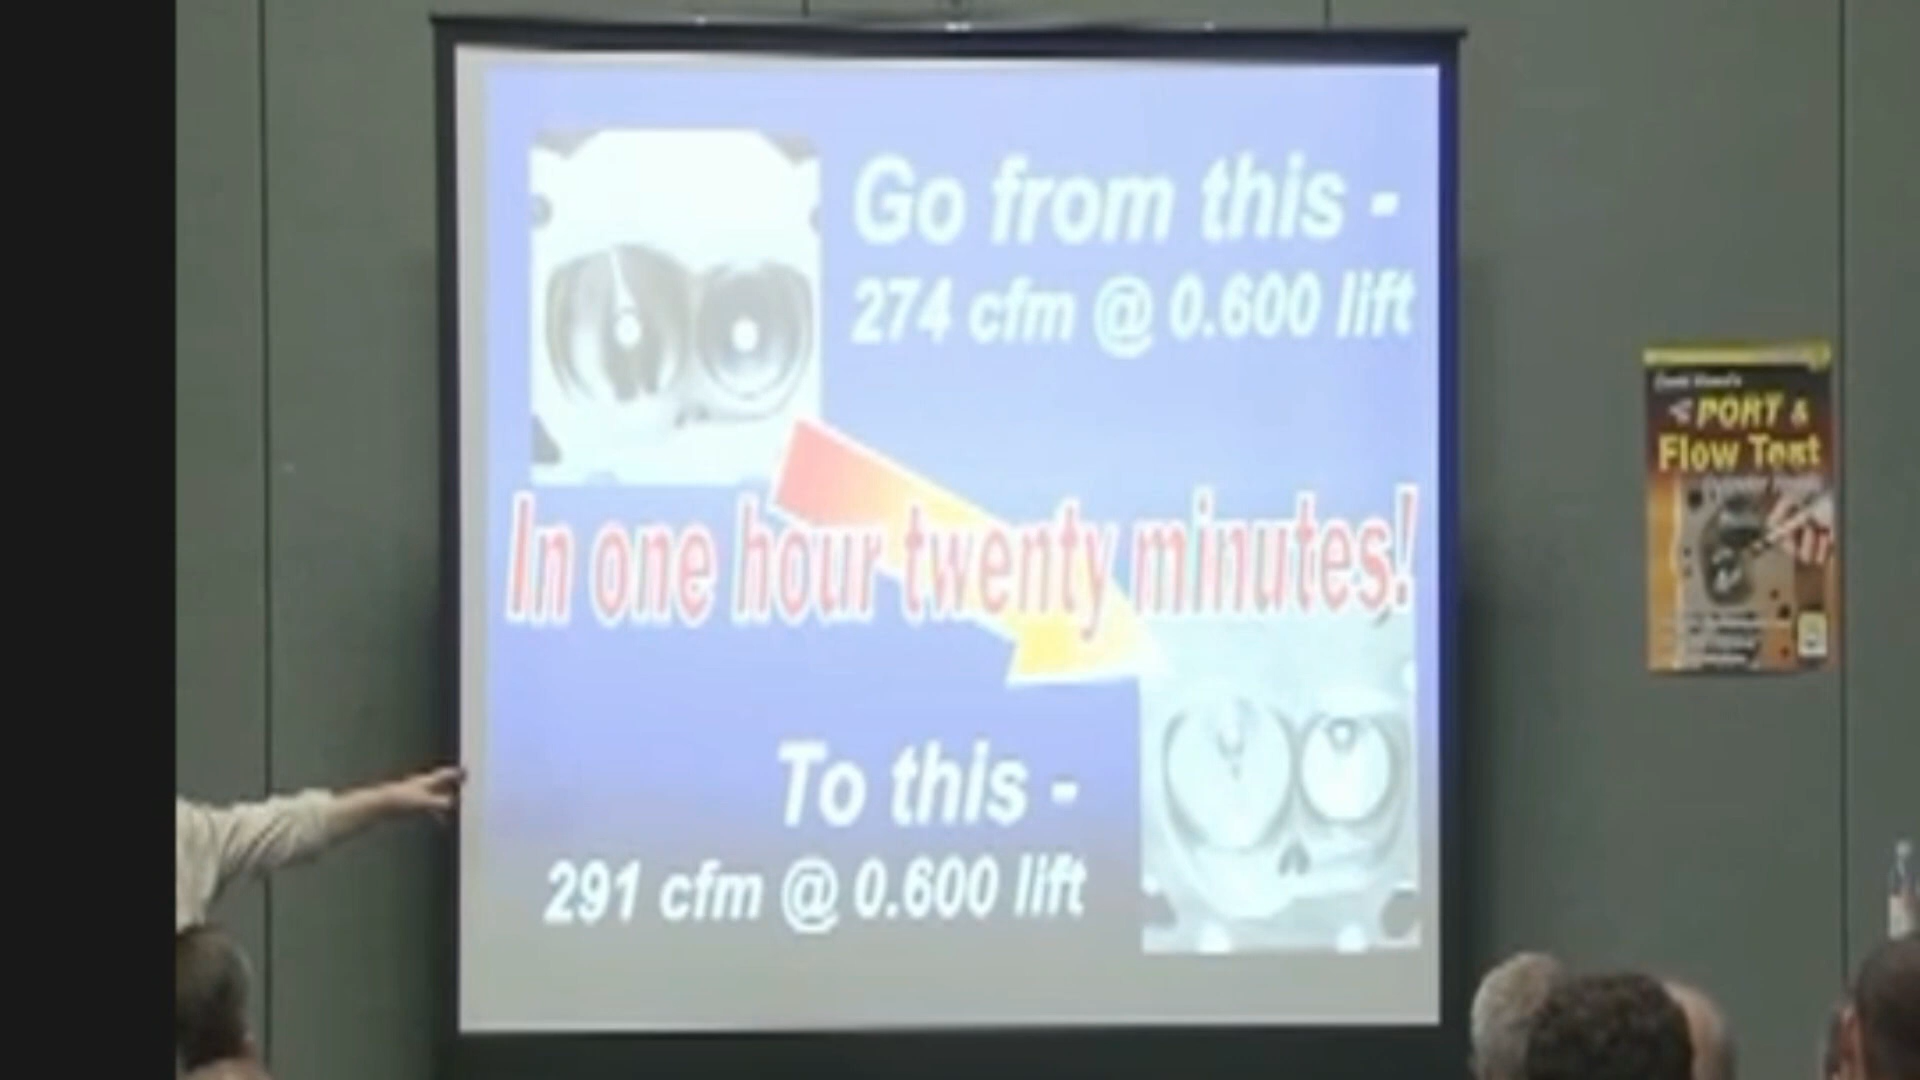 Go from this -
274 cfm @ 0.600 lift
In one hour twenty minutes!
To this -
291 cfm @ 0.600 lift
PORT &
Flow Test